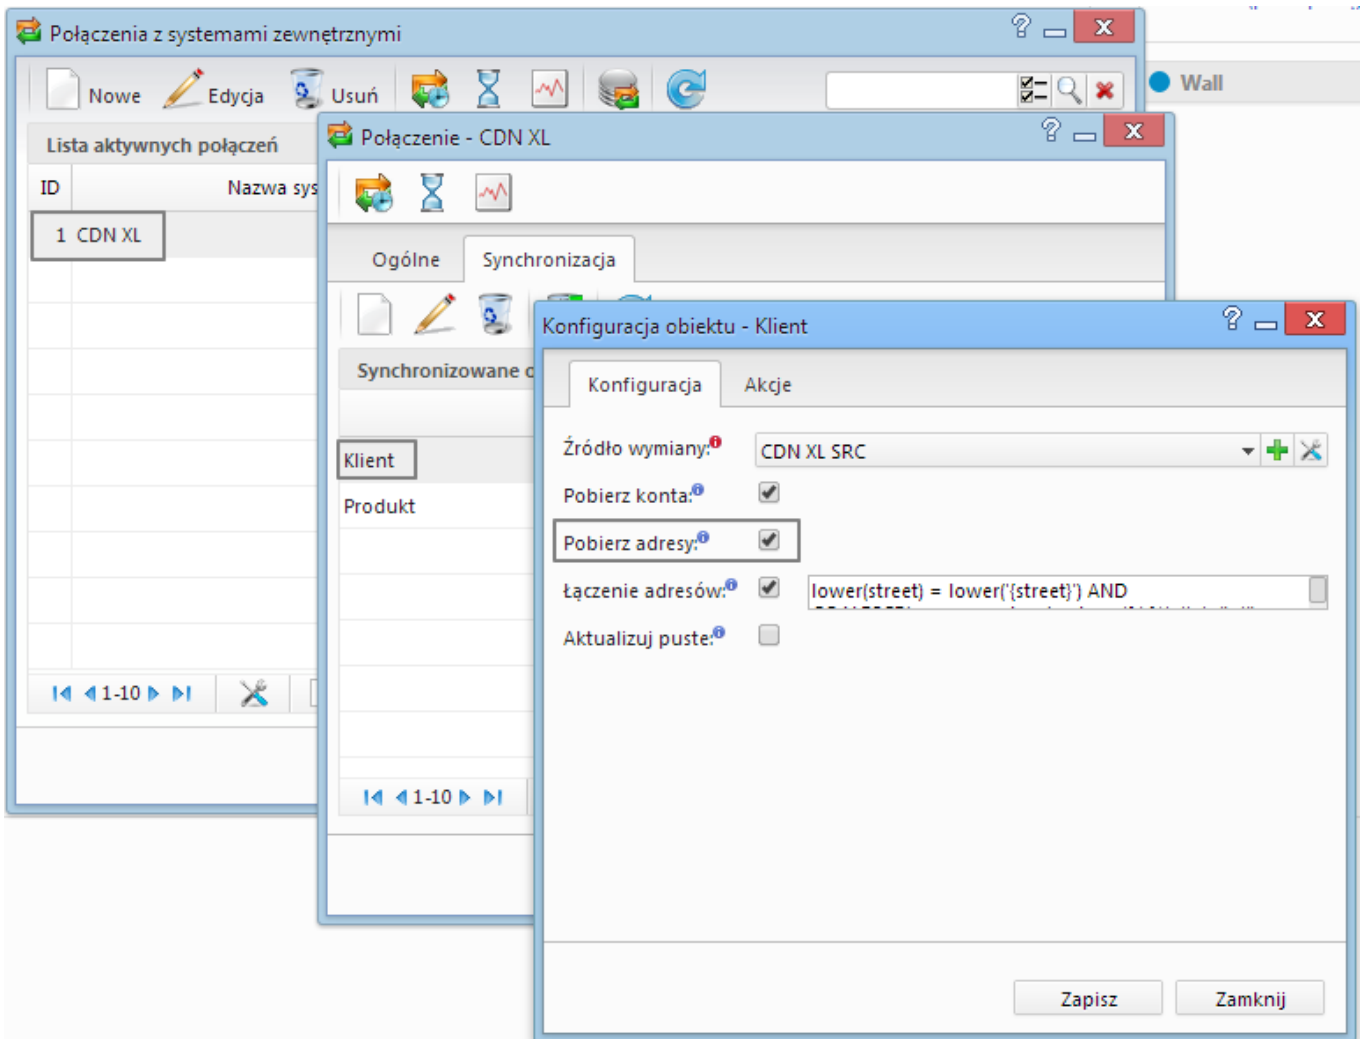 Połączenia z systemami zewnętrznymi
Nowe Edycja Usuń
Wall
Lista aktywnych połączeń
ID Nazwa sys
1 CDN XL
1-10
Połączenie - CDN XL
Ogólne Synchronizacja
Synchronizowane o
Klient
Produkt
1-10
Konfiguracja obiektu - Klient
Konfiguracja Akcje
Źródło wymiany: CDN XL SRC
Pobierz konta:
Pobierz adresy:
Łączenie adresów: lower(street) = lower('{street}') AND
Aktualizuj puste:
Zapisz Zamknij